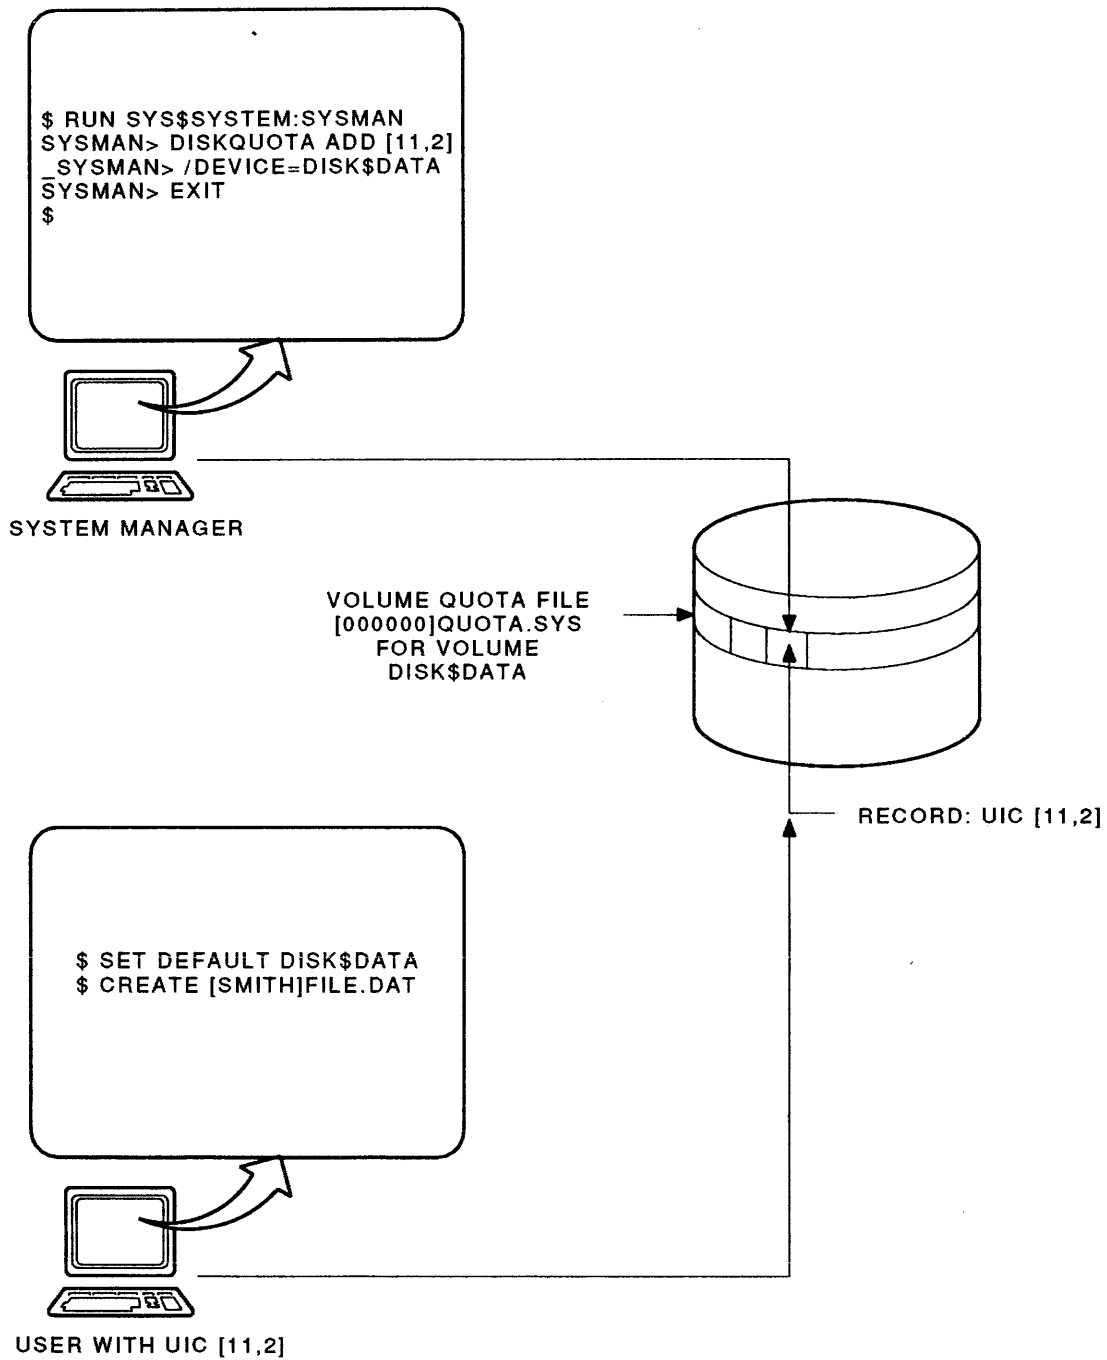 $ RUN SYS$SYSTEM:SYSMAN
SYSMAN> DISKQUOTA ADD [11,2]
_SYSMAN> /DEVICE=DISK$DATA
SYSMAN> EXIT
$
SYSTEM MANAGER
VOLUME QUOTA FILE
[000000]QUOTA.SYS
FOR VOLUME
DISK$DATA
RECORD: UIC [11,2]
$ SET DEFAULT DISK$DATA
$ CREATE [SMITH]FILE.DAT
USER WITH UIC [11,2]